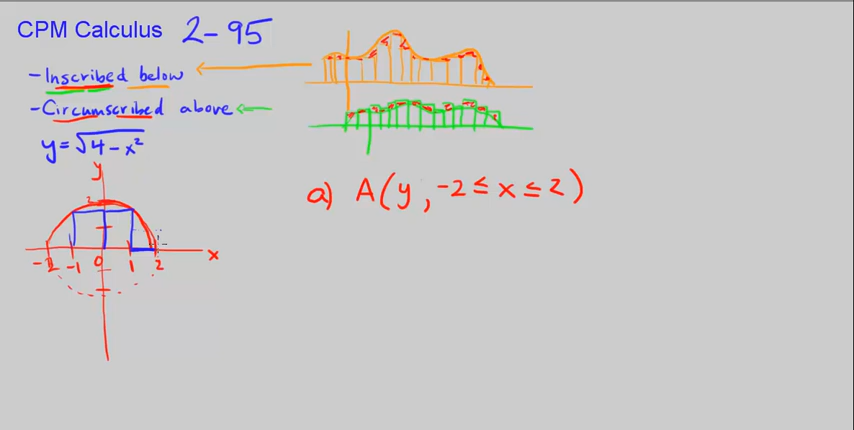 CPM Calculus 2-95
- Inscribed below
- Circumscribed above
y = √4 - x²
y
2
-2 -1 0 1 2 x
a) A(y, -2 ≤ x ≤ 2)